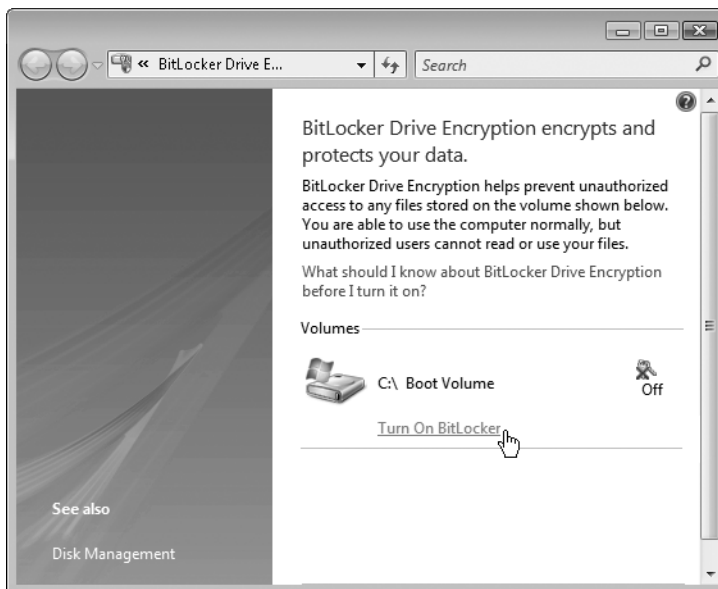 « BitLocker Drive E...
Search
BitLocker Drive Encryption encrypts and
protects your data.
BitLocker Drive Encryption helps prevent unauthorized
access to any files stored on the volume shown below.
You are able to use the computer normally, but
unauthorized users cannot read or use your files.
What should I know about BitLocker Drive Encryption
before I turn it on?
Volumes
C:\ Boot Volume
Off
Turn On BitLocker
See also
Disk Management